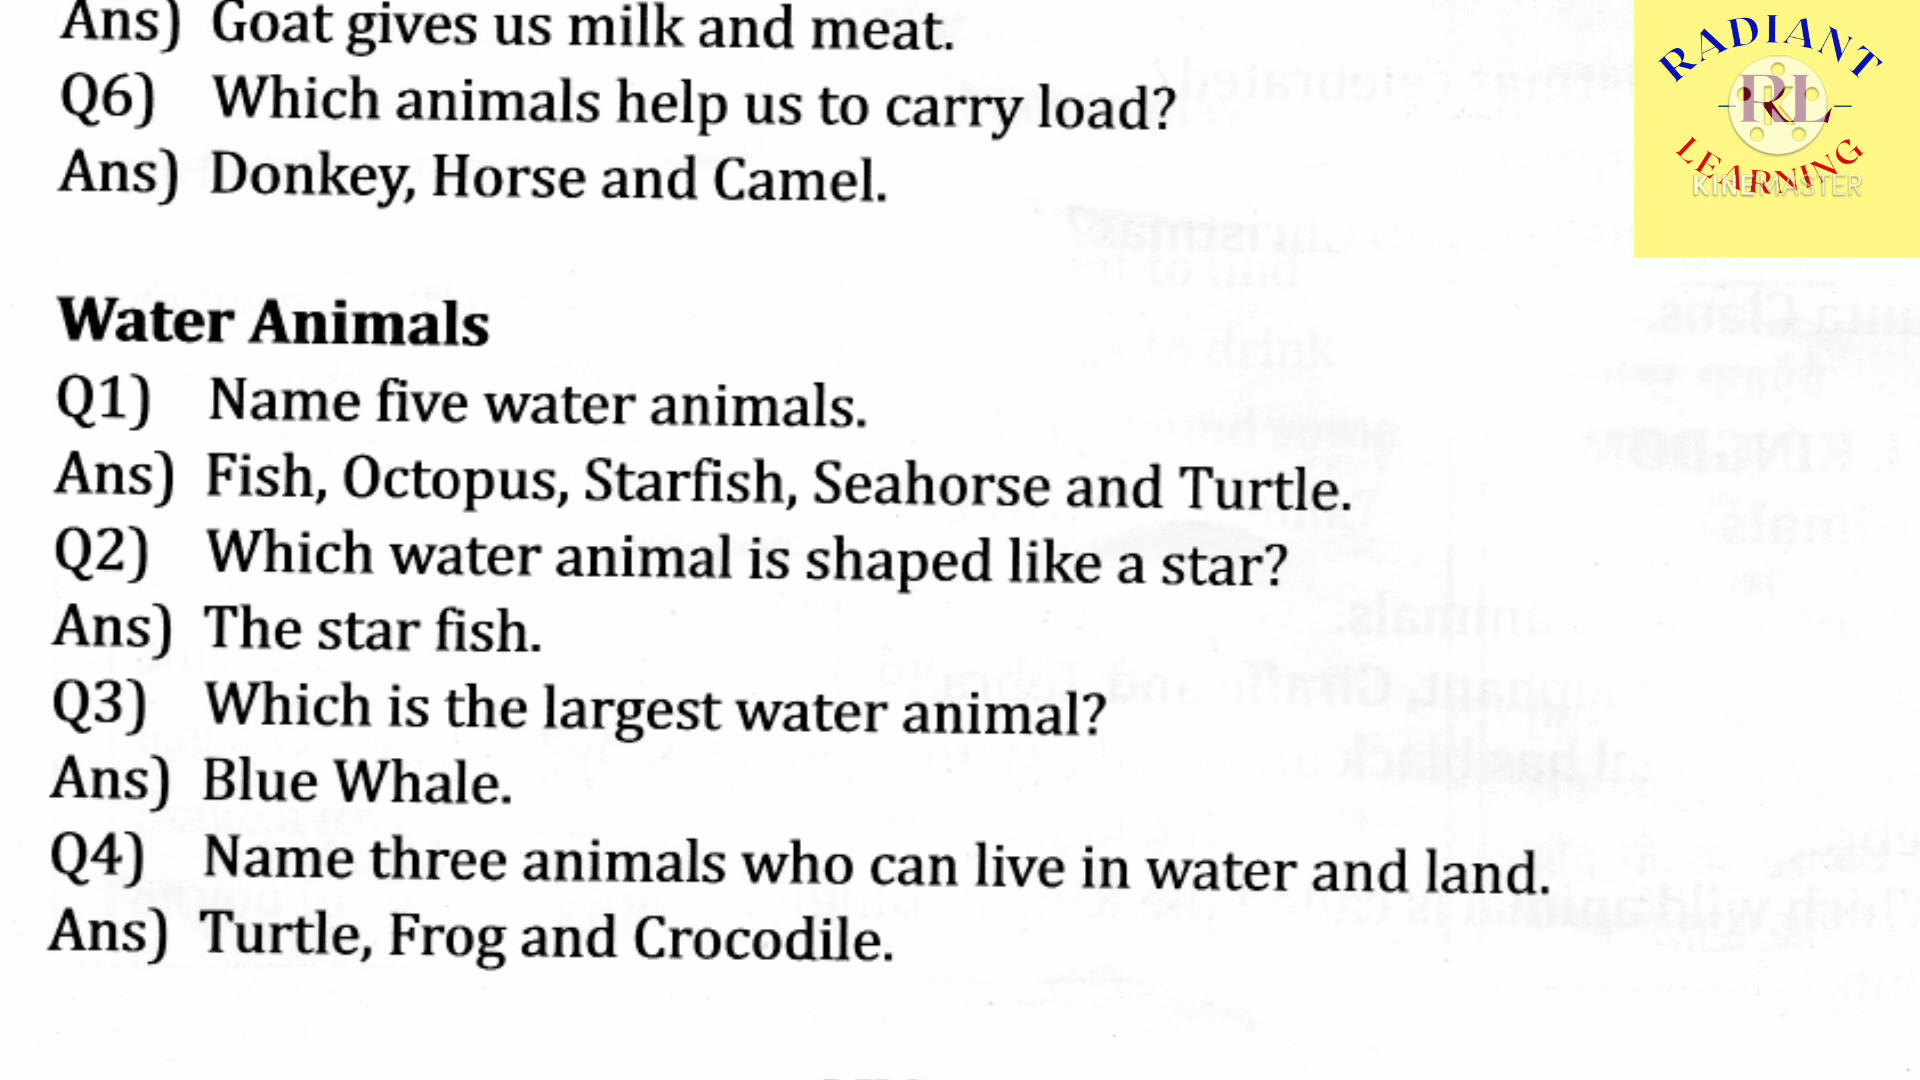 Ans) Goat gives us milk and meat.
Q6) Which animals help us to carry load?
Ans) Donkey, Horse and Camel.
Water Animals
Q1) Name five water animals.
Ans) Fish, Octopus, Starfish, Seahorse and Turtle.
Q2) Which water animal is shaped like a star?
Ans) The star fish.
Q3) Which is the largest water animal?
Ans) Blue Whale.
Q4) Name three animals who can live in water and land.
Ans) Turtle, Frog and Crocodile.
RADIANT
RL
LEARNING
KINEMASTER